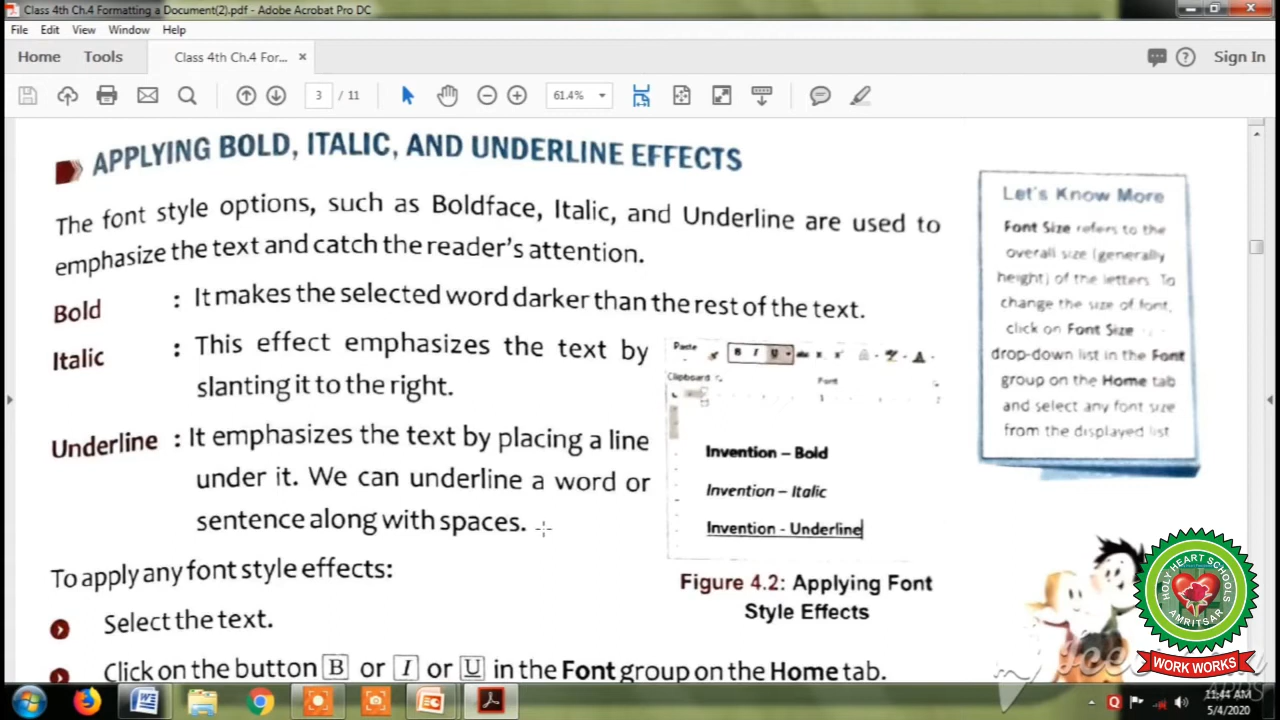 Class 4th Ch.4 Formatting a Document(2).pdf - Adobe Acrobat Pro DC
File Edit View Window Help
Home Tools Class 4th Ch.4 For... × Sign In
3 / 11 61.4%
APPLYING BOLD, ITALIC, AND UNDERLINE EFFECTS
The font style options, such as Boldface, Italic, and Underline are used to
emphasize the text and catch the reader's attention.
Bold : It makes the selected word darker than the rest of the text.
Italic : This effect emphasizes the text by
slanting it to the right.
Underline : It emphasizes the text by placing a line
under it. We can underline a word or
sentence along with spaces.
To apply any font style effects:
Select the text.
Click on the button B or I or U in the Font group on the Home tab.
Paste B I U abc x x A
Clipboard Font
Invention – Bold
Invention – Italic
Invention - Underline
Figure 4.2: Applying Font
Style Effects
Let's Know More
Font Size refers to the
overall size (generally
height) of the letters. To
change the size of font,
click on Font Size
drop-down list in the Font
group on the Home tab
and select any font size
from the displayed list
HOLY HEART SCHOOLS
AMRITSAR
WORK WORKS
11:44 AM
5/4/2020